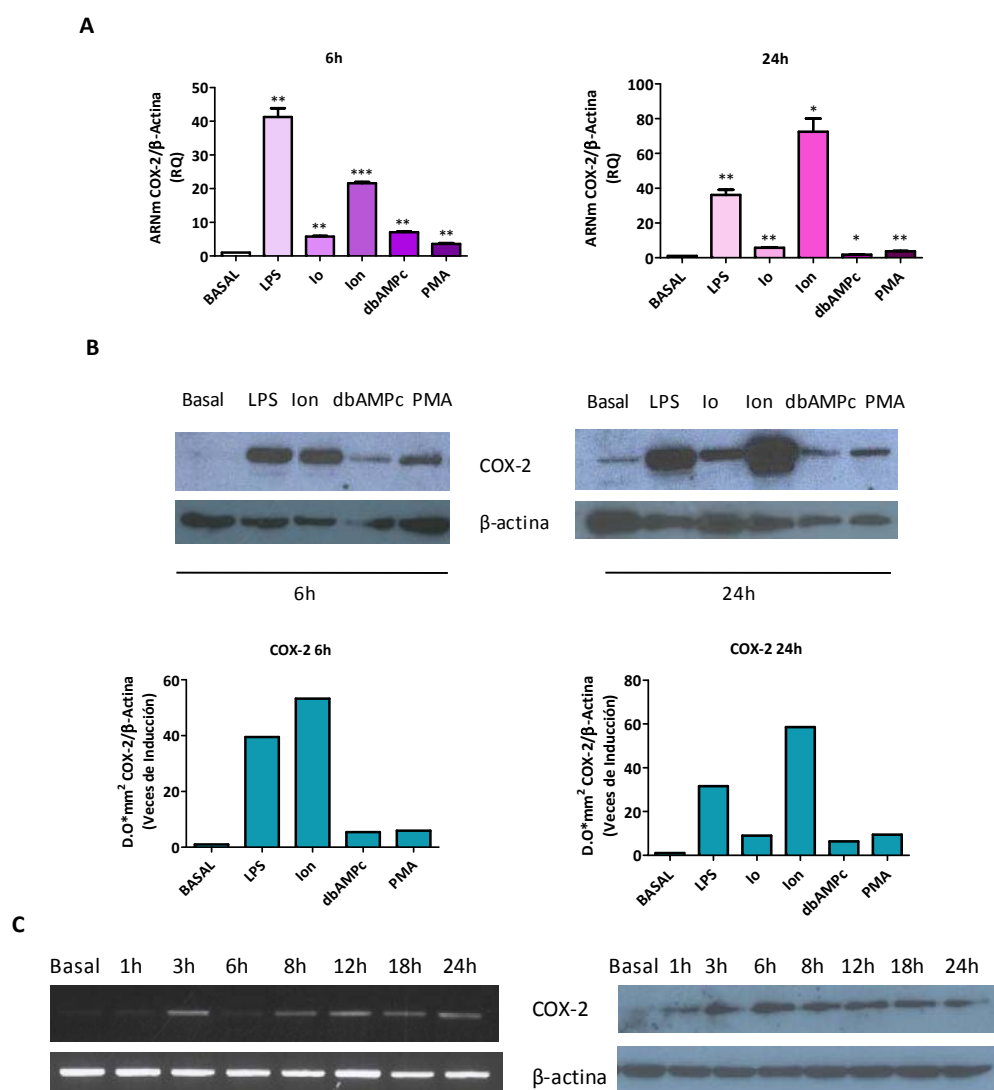 A
6h
ARNm COX-2/β-Actina
(RQ)
50
40
30
20
10
0
**
**
***
**
**
BASAL
LPS
Io
Ion
dbAMPc
PMA
24h
ARNm COX-2/β-Actina
(RQ)
100
80
60
40
20
0
**
**
*
*
**
BASAL
LPS
Io
Ion
dbAMPc
PMA
B
Basal LPS Ion dbAMPc PMA
Basal LPS Io Ion dbAMPc PMA
COX-2
β-actina
6h
24h
COX-2 6h
D.O*mm² COX-2/β-Actina
(Veces de Inducción)
60
40
20
0
BASAL
LPS
Ion
dbAMPc
PMA
COX-2 24h
D.O*mm² COX-2/β-Actina
(Veces de Inducción)
80
60
40
20
0
BASAL
LPS
Io
Ion
dbAMPc
PMA
C
Basal 1h 3h 6h 8h 12h 18h 24h
Basal 1h 3h 6h 8h 12h 18h 24h
COX-2
β-actina